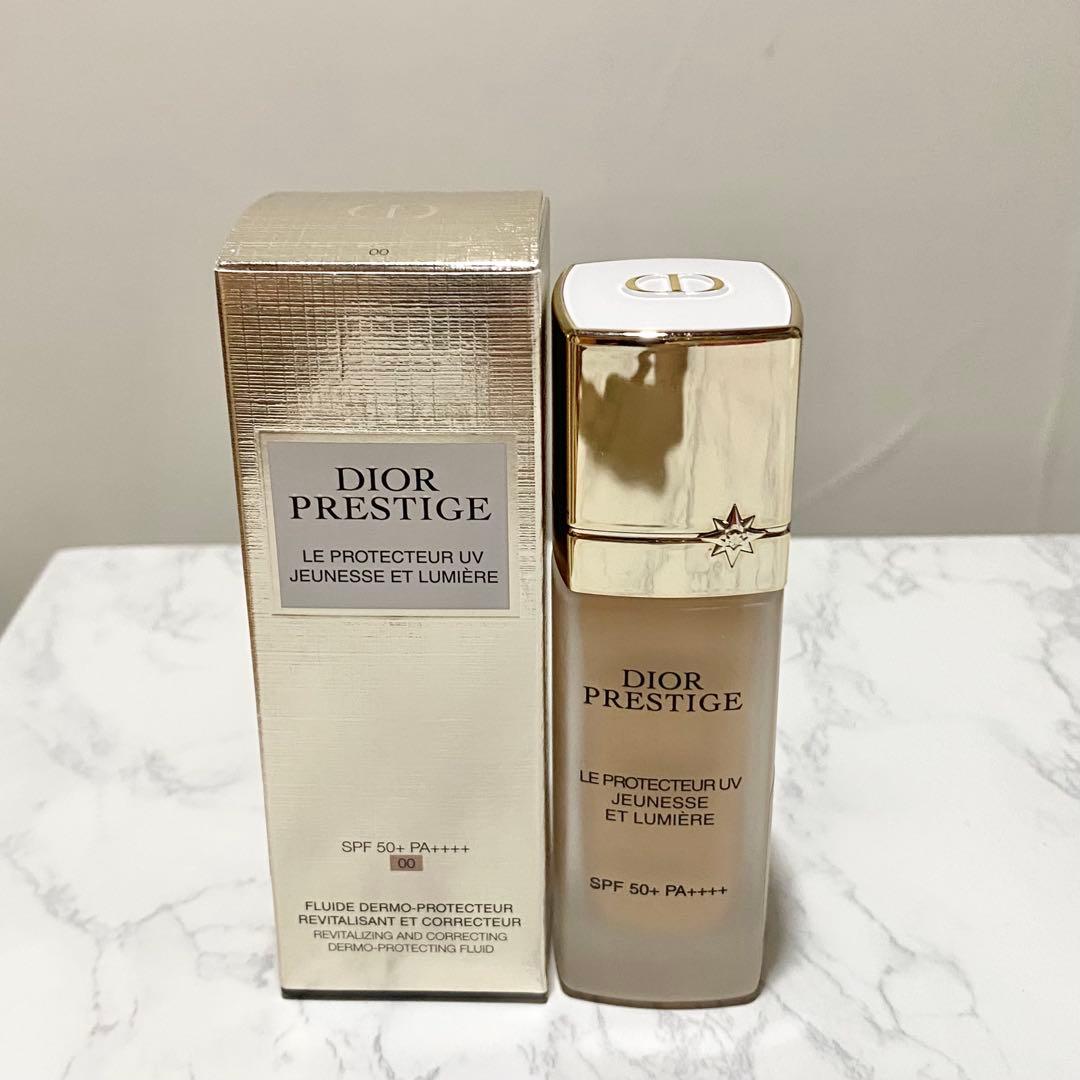 00
DIOR
PRESTIGE
LE PROTECTEUR UV
JEUNESSE ET LUMIÈRE
SPF 50+ PA++++
00
FLUIDE DERMO-PROTECTEUR
REVITALISANT ET CORRECTEUR
REVITALIZING AND CORRECTING
DERMO-PROTECTING FLUID
CD
DIOR
PRESTIGE
LE PROTECTEUR UV
JEUNESSE
ET LUMIÈRE
SPF 50+ PA++++